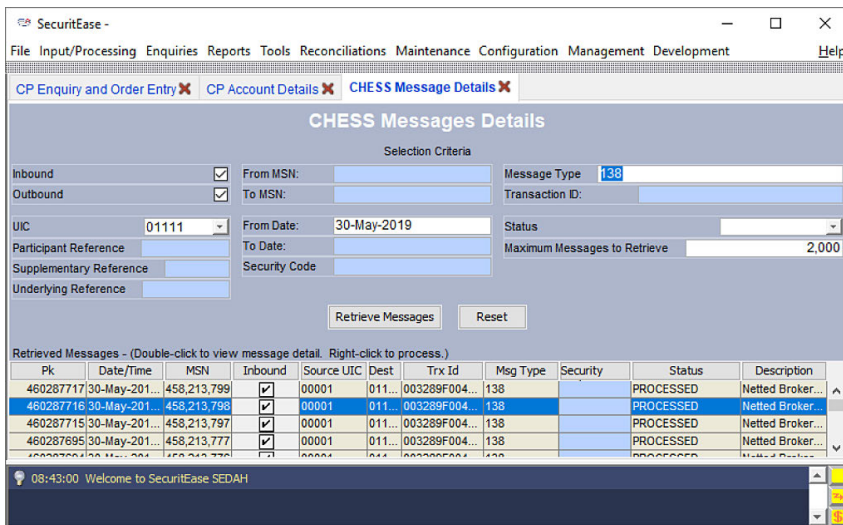 SecuritEase -
File Input/Processing Enquiries Reports Tools Reconciliations Maintenance Configuration Management Development Help
CP Enquiry and Order Entry CP Account Details CHESS Message Details
CHESS Messages Details
Selection Criteria
Inbound From MSN: Message Type 138
Outbound To MSN: Transaction ID:
UIC 01111 From Date: 30-May-2019 Status
Participant Reference To Date: Maximum Messages to Retrieve 2,000
Supplementary Reference Security Code
Underlying Reference
Retrieve Messages Reset
Retrieved Messages - (Double-click to view message detail. Right-click to process.)
Pk Date/Time MSN Inbound Source UIC Dest Trx Id Msg Type Security Status Description
460287717 30-May-201... 458,213,799 00001 011... 003289F004... 138 PROCESSED Netted Broker...
460287716 30-May-201... 458,213,798 00001 011... 003289F004... 138 PROCESSED Netted Broker...
460287715 30-May-201... 458,213,797 00001 011... 003289F004... 138 PROCESSED Netted Broker...
460287695 30-May-201... 458,213,777 00001 011... 003289F004... 138 PROCESSED Netted Broker...
08:43:00 Welcome to SecuritEase SEDAH